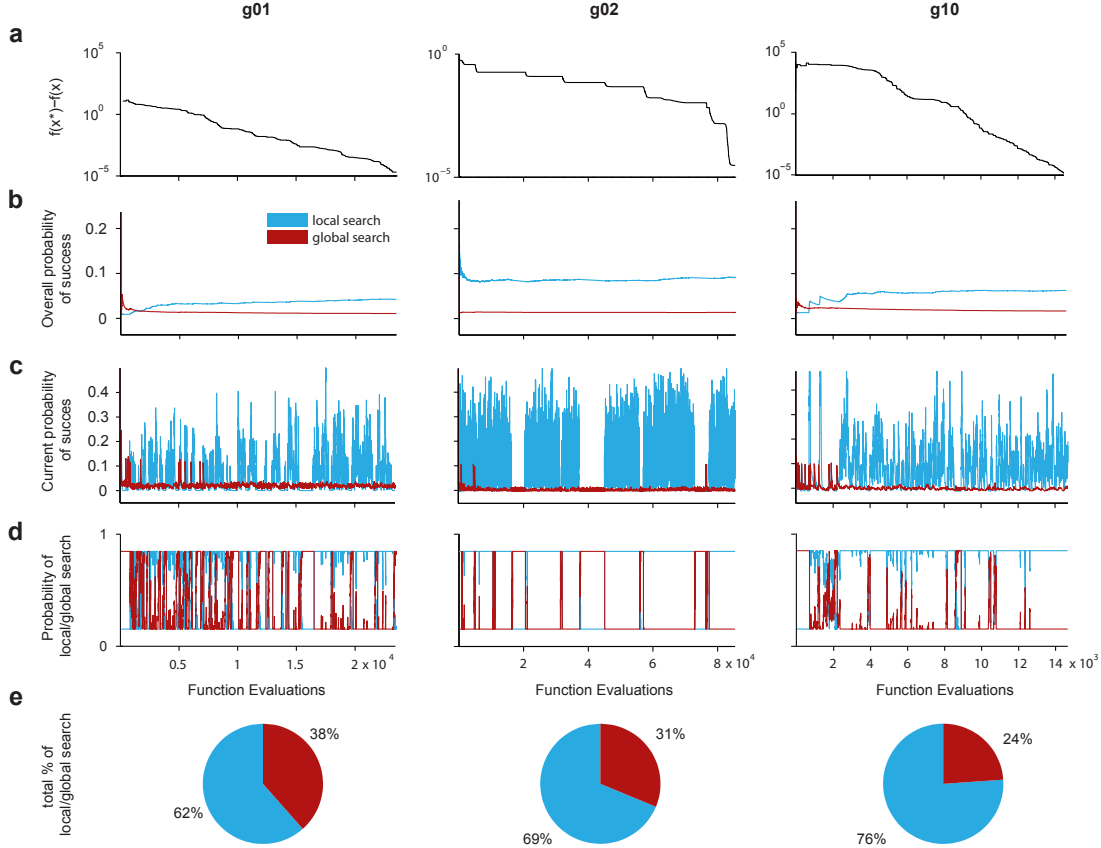 g01
g02
g10
a
f(x*)−f(x)
10^5
10^0
10^−5
10^0
10^−5
10^5
10^0
10^−5
b
Overall probability
of success
0.2
0.1
0
local search
global search
c
Current probability
of succes
0.4
0.3
0.2
0.1
0
d
Probability of
local/global search
1
0
0.5
1
1.5
2 x 10^4
0
2
4
6
8 x 10^4
0
2
4
6
8
10
12
14 x 10^3
Function Evaluations
Function Evaluations
Function Evaluations
e
total % of
local/global search
38%
62%
31%
69%
24%
76%